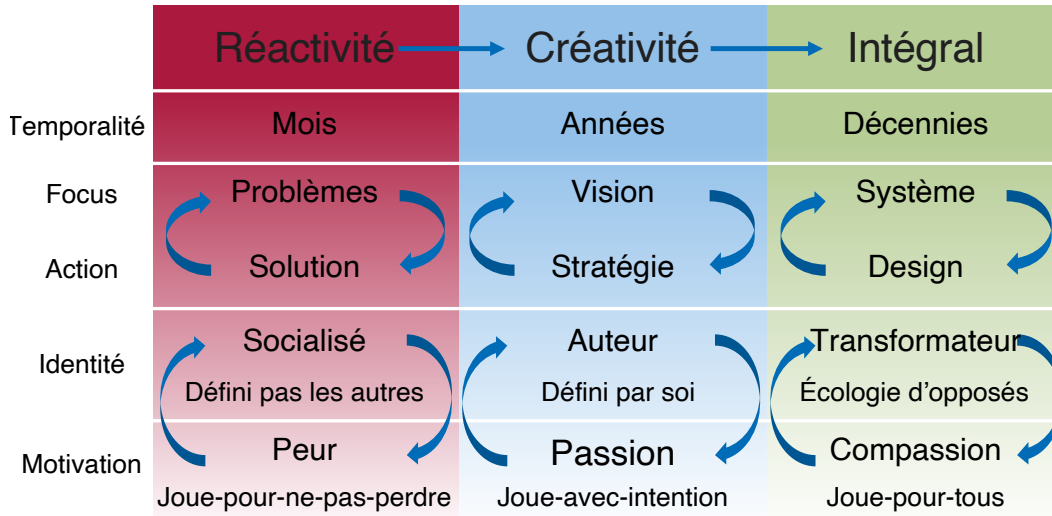 Réactivité Créativité Intégral
Temporalité Mois Années Décennies
Focus Problèmes Vision Système
Action Solution Stratégie Design
Identité Socialisé Auteur Transformateur
Défini pas les autres Défini par soi Écologie d'opposés
Motivation Peur Passion Compassion
Joue-pour-ne-pas-perdre Joue-avec-intention Joue-pour-tous